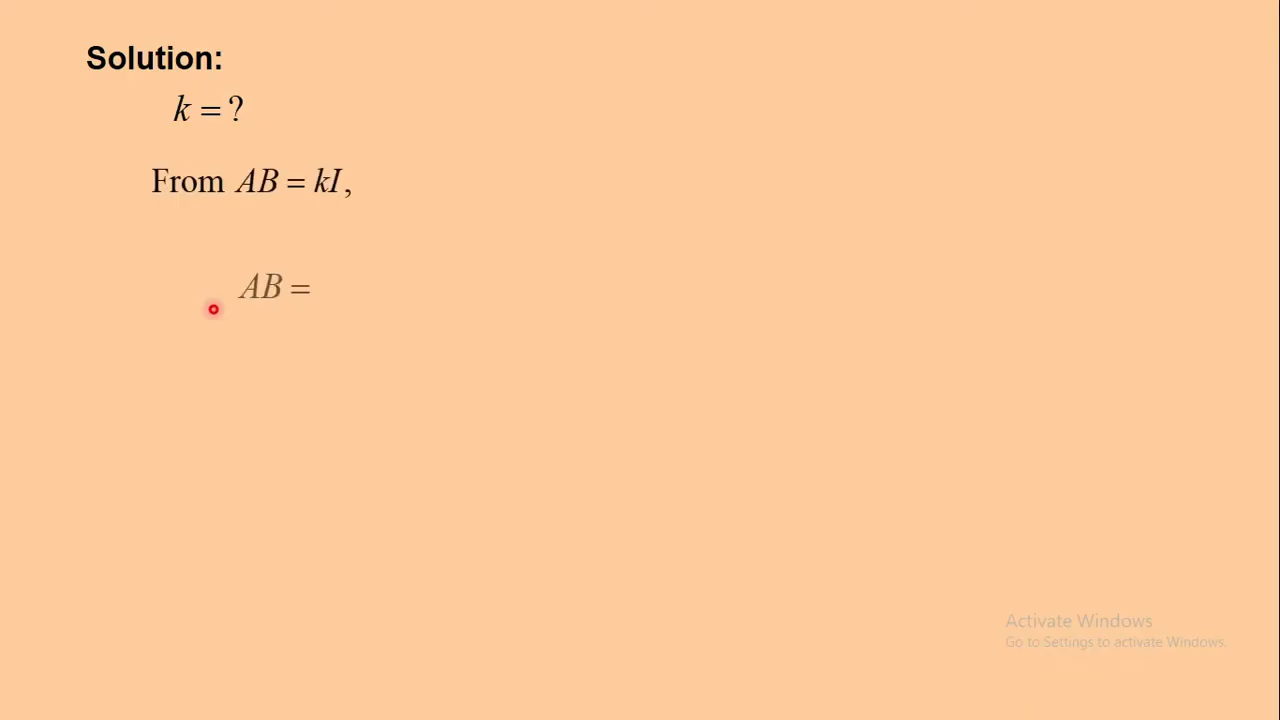 Solution:
k = ?
From AB = kI,
AB =
Activate Windows
Go to Settings to activate Windows.